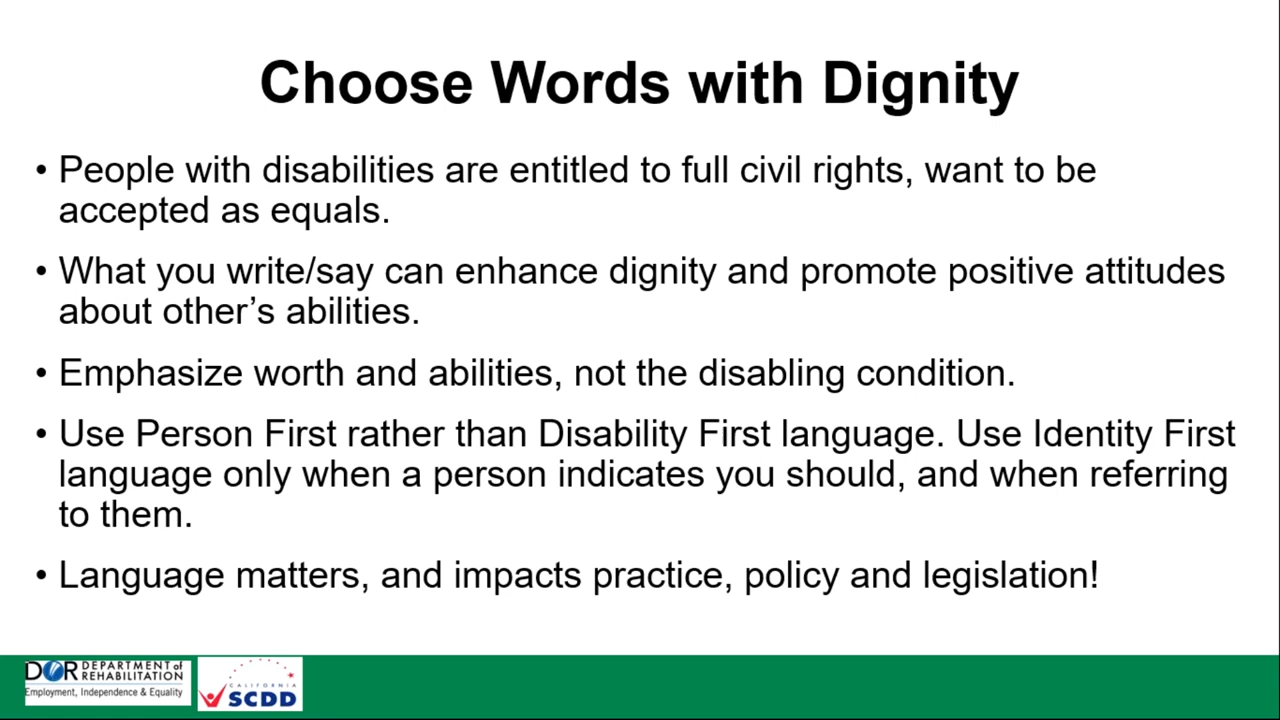 Choose Words with Dignity
• People with disabilities are entitled to full civil rights, want to be
accepted as equals.
• What you write/say can enhance dignity and promote positive attitudes
about other’s abilities.
• Emphasize worth and abilities, not the disabling condition.
• Use Person First rather than Disability First language. Use Identity First
language only when a person indicates you should, and when referring
to them.
• Language matters, and impacts practice, policy and legislation!
DOR DEPARTMENT of
REHABILITATION
Employment, Independence & Equality
CALIFORNIA
SCDD